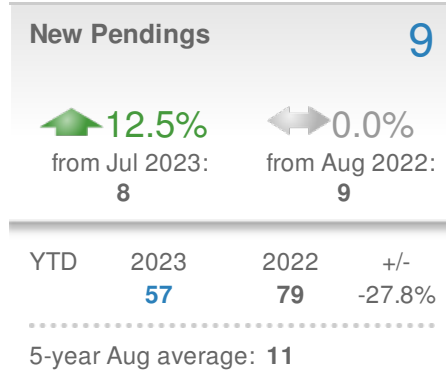 New Pendings 9
12.5% 0.0%
from Jul 2023: from Aug 2022:
8 9
YTD 2023 2022 +/-
57 79 -27.8%
5-year Aug average: 11